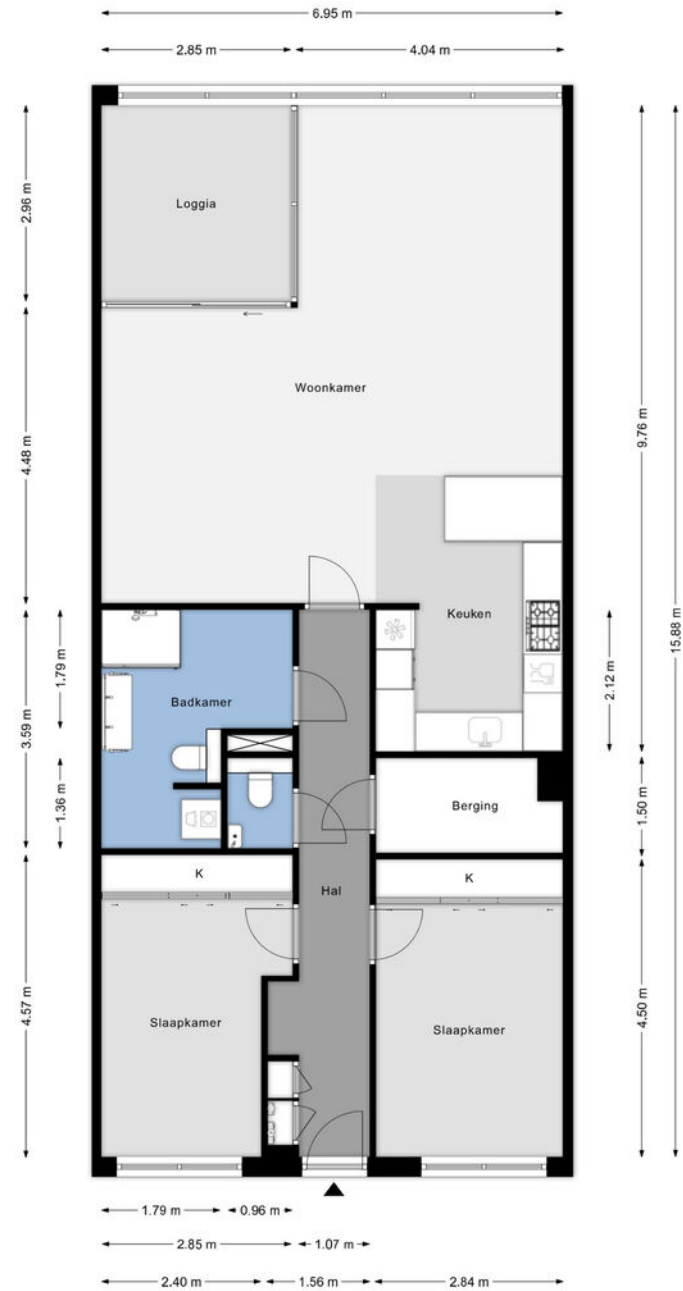 6.95 m
2.85 m
4.04 m
2.96 m
Loggia
4.48 m
Woonkamer
9.76 m
15.88 m
Keuken
3.59 m
1.79 m
Badkamer
2.12 m
1.36 m
Berging
1.50 m
K
K
Hal
4.57 m
Slaapkamer
Slaapkamer
4.50 m
1.79 m
0.96 m
2.85 m
1.07 m
2.40 m
1.56 m
2.84 m